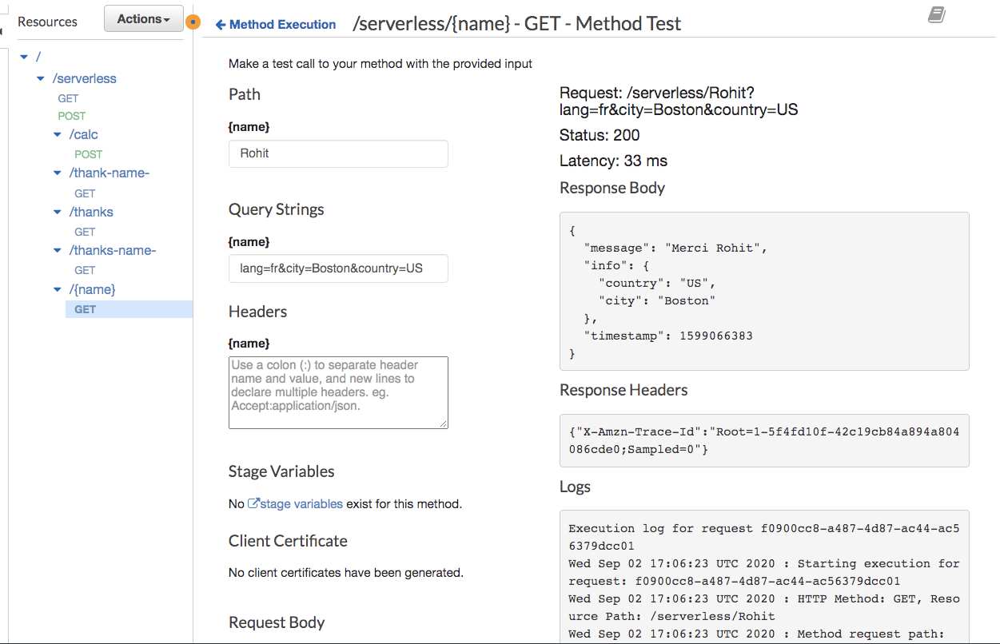 Resources
Actions
/
/serverless
GET
POST
/calc
POST
/thank-name-
GET
/thanks
GET
/thanks-name-
GET
/{name}
GET
Method Execution
/serverless/{name} - GET - Method Test
Make a test call to your method with the provided input
Path
{name}
Rohit
Query Strings
{name}
lang=fr&city=Boston&country=US
Headers
{name}
Use a colon (:) to separate header
name and value, and new lines to
declare multiple headers. eg.
Accept:application/json.
Stage Variables
No stage variables exist for this method.
Client Certificate
No client certificates have been generated.
Request Body
Request: /serverless/Rohit?
lang=fr&city=Boston&country=US
Status: 200
Latency: 33 ms
Response Body
{
  "message": "Merci Rohit",
  "info": {
    "country": "US",
    "city": "Boston"
  },
  "timestamp": 1599066383
}
Response Headers
{"X-Amzn-Trace-Id":"Root=1-5f4fd10f-42c19cb84a894a804
086cde0;Sampled=0"}
Logs
Execution log for request f0900cc8-a487-4d87-ac44-ac5
6379dcc01
Wed Sep 02 17:06:23 UTC 2020 : Starting execution for
request: f0900cc8-a487-4d87-ac44-ac56379dcc01
Wed Sep 02 17:06:23 UTC 2020 : HTTP Method: GET, Reso
urce Path: /serverless/Rohit
Wed Sep 02 17:06:23 UTC 2020 : Method request path: